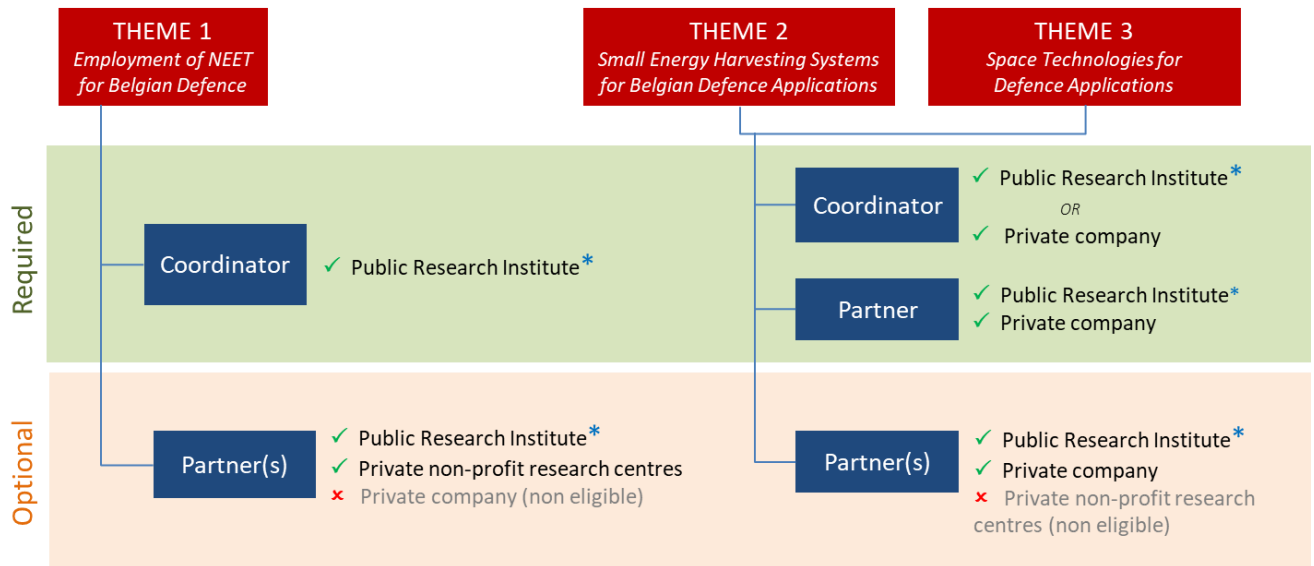 THEME 1
Employment of NEET
for Belgian Defence
THEME 2
Small Energy Harvesting Systems
for Belgian Defence Applications
THEME 3
Space Technologies for
Defence Applications
Required
Coordinator
✓ Public Research Institute*
Coordinator
✓ Public Research Institute*
OR
✓ Private company
Partner
✓ Public Research Institute*
✓ Private company
Optional
Partner(s)
✓ Public Research Institute*
✓ Private non-profit research centres
✗ Private company (non eligible)
Partner(s)
✓ Public Research Institute*
✓ Private company
✗ Private non-profit research
centres (non eligible)